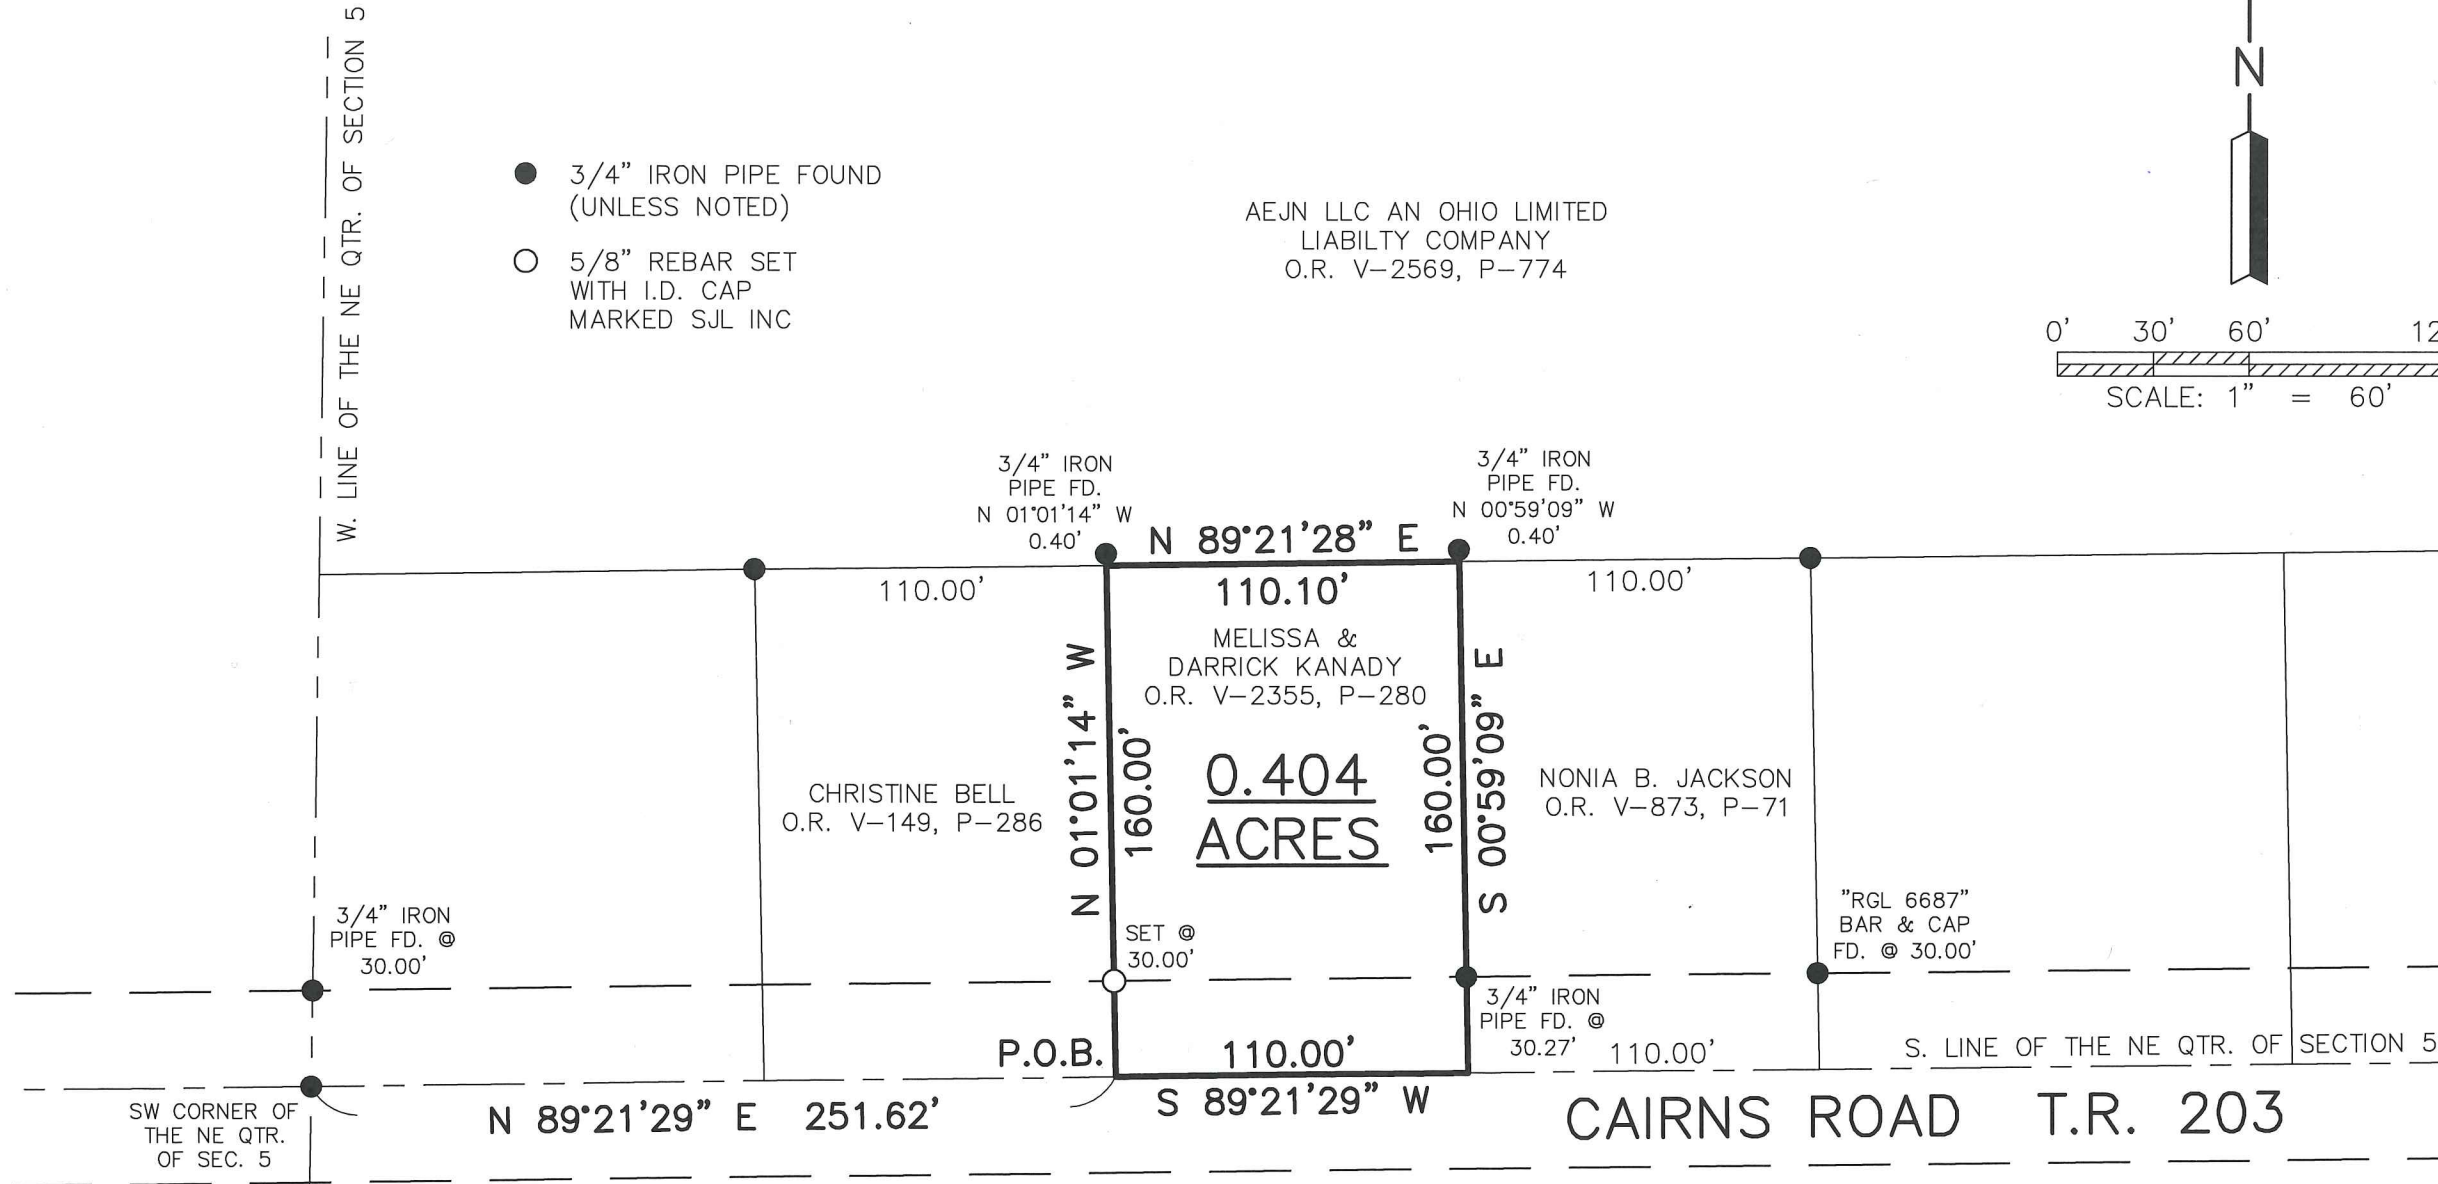 W. LINE OF THE NE QTR. OF SECTION 5
3/4" IRON PIPE FOUND
(UNLESS NOTED)
5/8" REBAR SET
WITH I.D. CAP
MARKED SJL INC
AEJN LLC AN OHIO LIMITED
LIABILTY COMPANY
O.R. V-2569, P-774
N
0' 30' 60' 12
SCALE: 1" = 60'
3/4" IRON
PIPE FD.
N 01°01'14" W
0.40'
N 89°21'28" E
110.10'
3/4" IRON
PIPE FD.
N 00°59'09" W
0.40'
110.00'
110.00'
MELISSA &
DARRICK KANADY
O.R. V-2355, P-280
0.404
ACRES
N 01°01'14" W
160.00'
160.00'
S 00°59'09" E
CHRISTINE BELL
O.R. V-149, P-286
NONIA B. JACKSON
O.R. V-873, P-71
3/4" IRON
PIPE FD. @
30.00'
SET @
30.00'
"RGL 6687"
BAR & CAP
FD. @ 30.00'
3/4" IRON
PIPE FD. @
30.27'
P.O.B.
110.00'
110.00'
S. LINE OF THE NE QTR. OF SECTION 5
SW CORNER OF
THE NE QTR.
OF SEC. 5
N 89°21'29" E 251.62'
S 89°21'29" W
CAIRNS ROAD T.R. 203